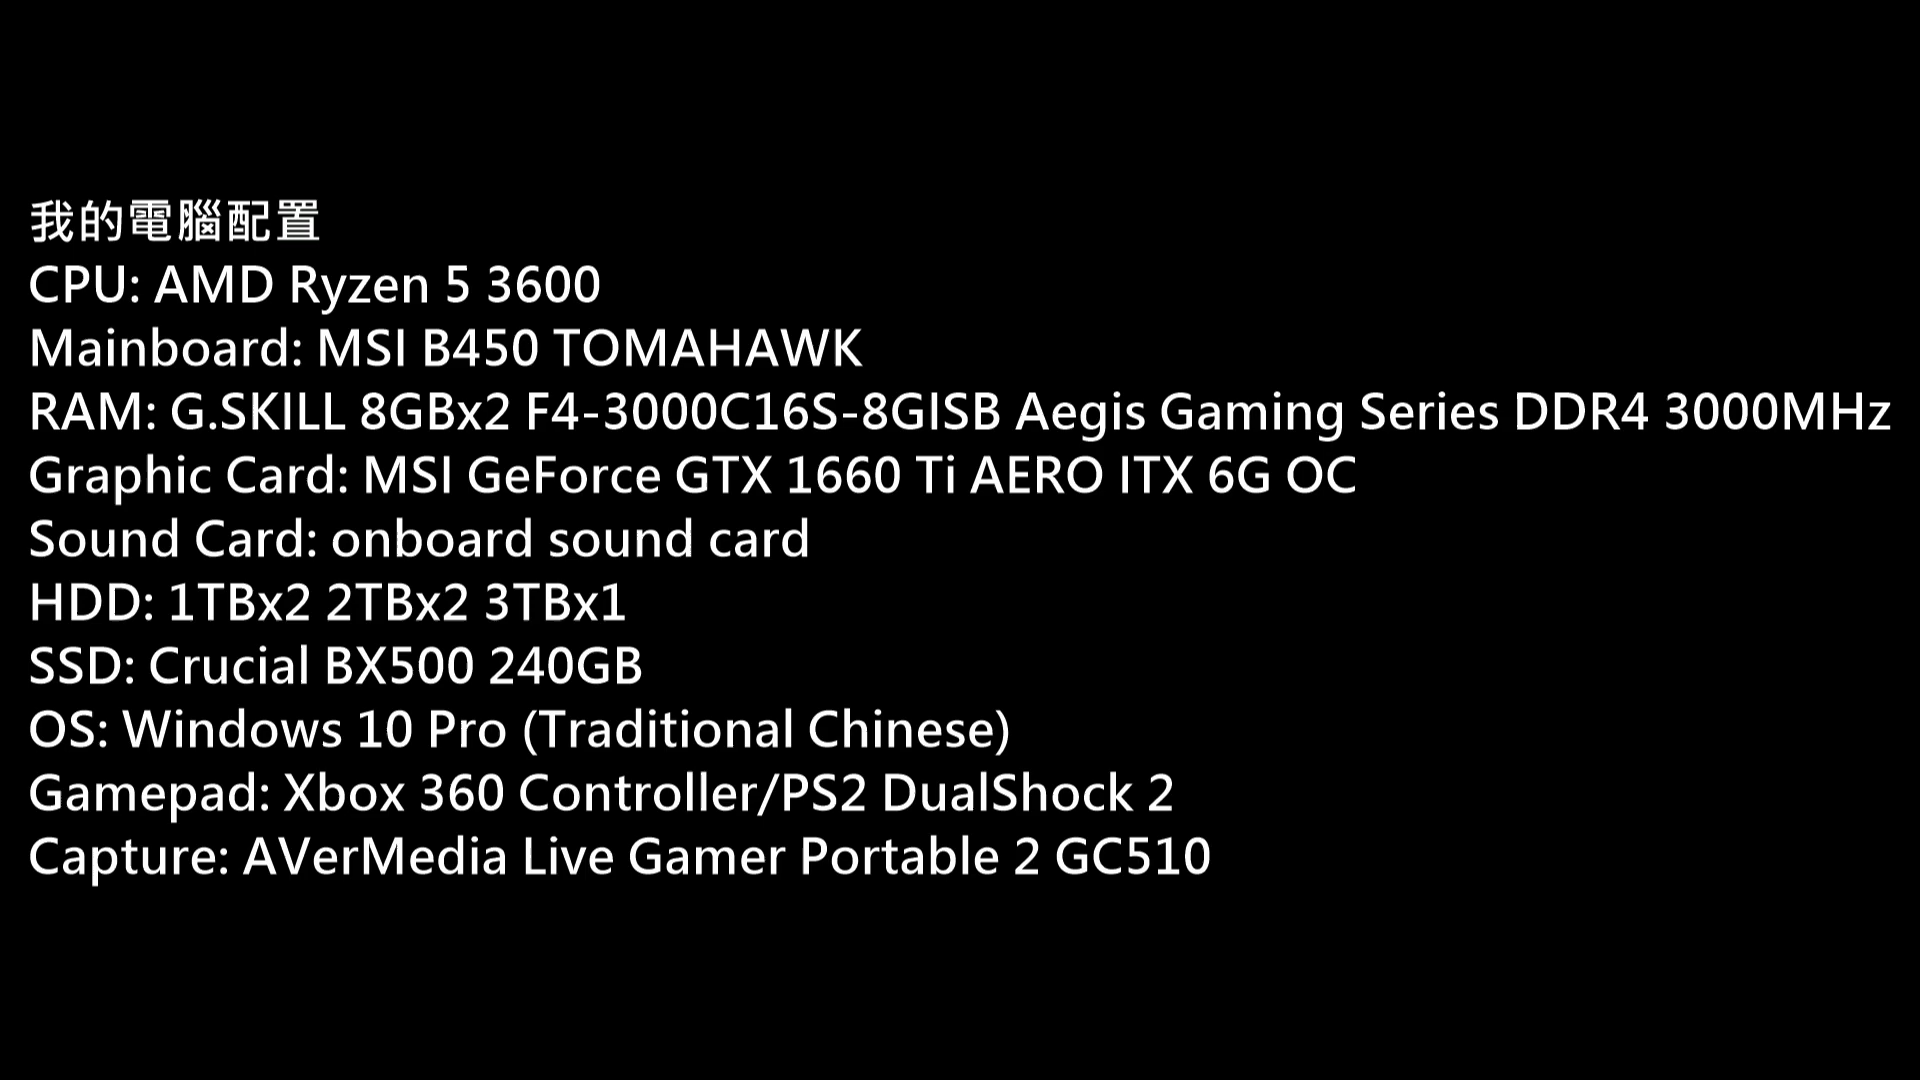 我的電腦配置
CPU: AMD Ryzen 5 3600
Mainboard: MSI B450 TOMAHAWK
RAM: G.SKILL 8GBx2 F4-3000C16S-8GISB Aegis Gaming Series DDR4 3000MHz
Graphic Card: MSI GeForce GTX 1660 Ti AERO ITX 6G OC
Sound Card: onboard sound card
HDD: 1TBx2 2TBx2 3TBx1
SSD: Crucial BX500 240GB
OS: Windows 10 Pro (Traditional Chinese)
Gamepad: Xbox 360 Controller/PS2 DualShock 2
Capture: AVerMedia Live Gamer Portable 2 GC510